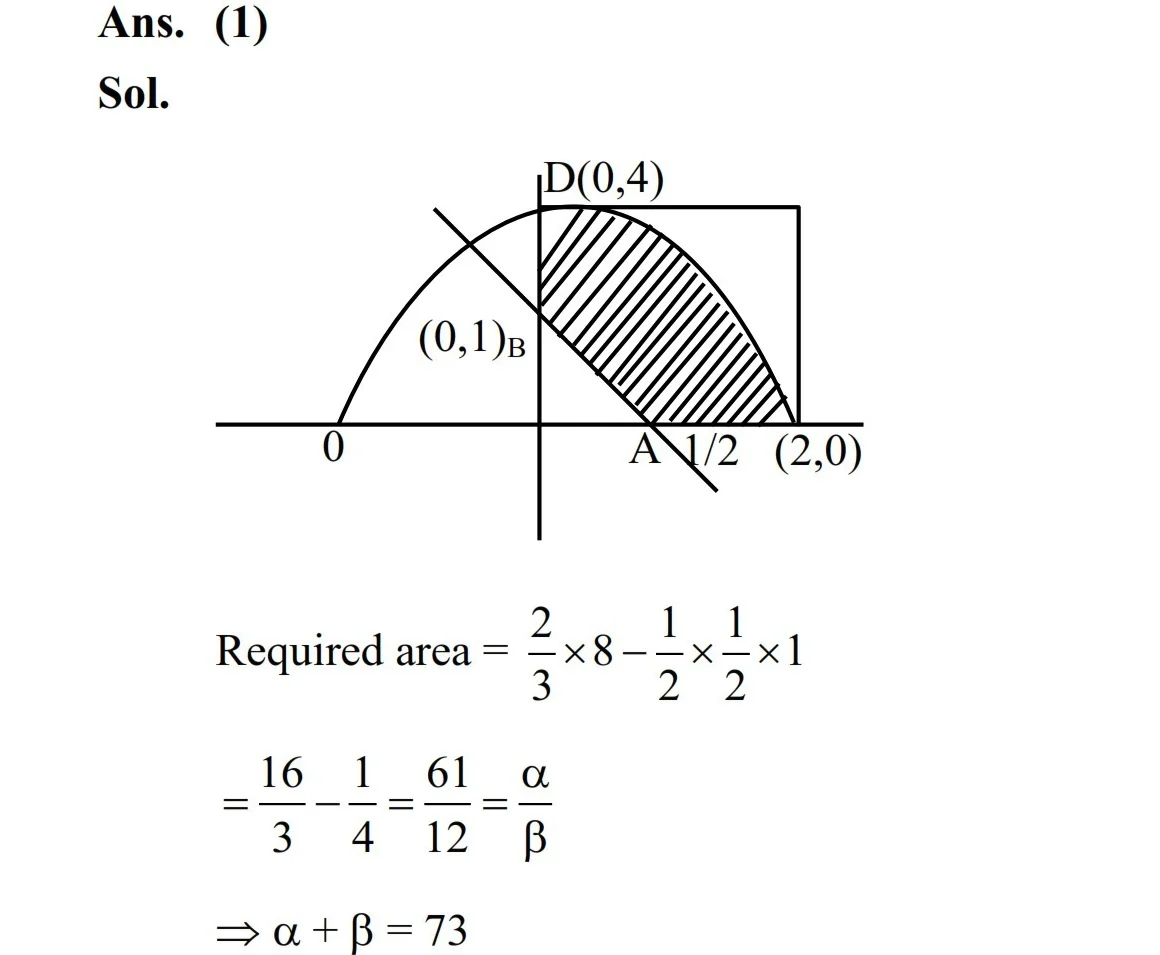 Ans. (1)
Sol.
D(0,4)
(0,1)B
0
A 1/2 (2,0)
Required area = 2/3 × 8 − 1/2 × 1/2 × 1
= 16/3 − 1/4 = 61/12 = α/β
⇒ α + β = 73